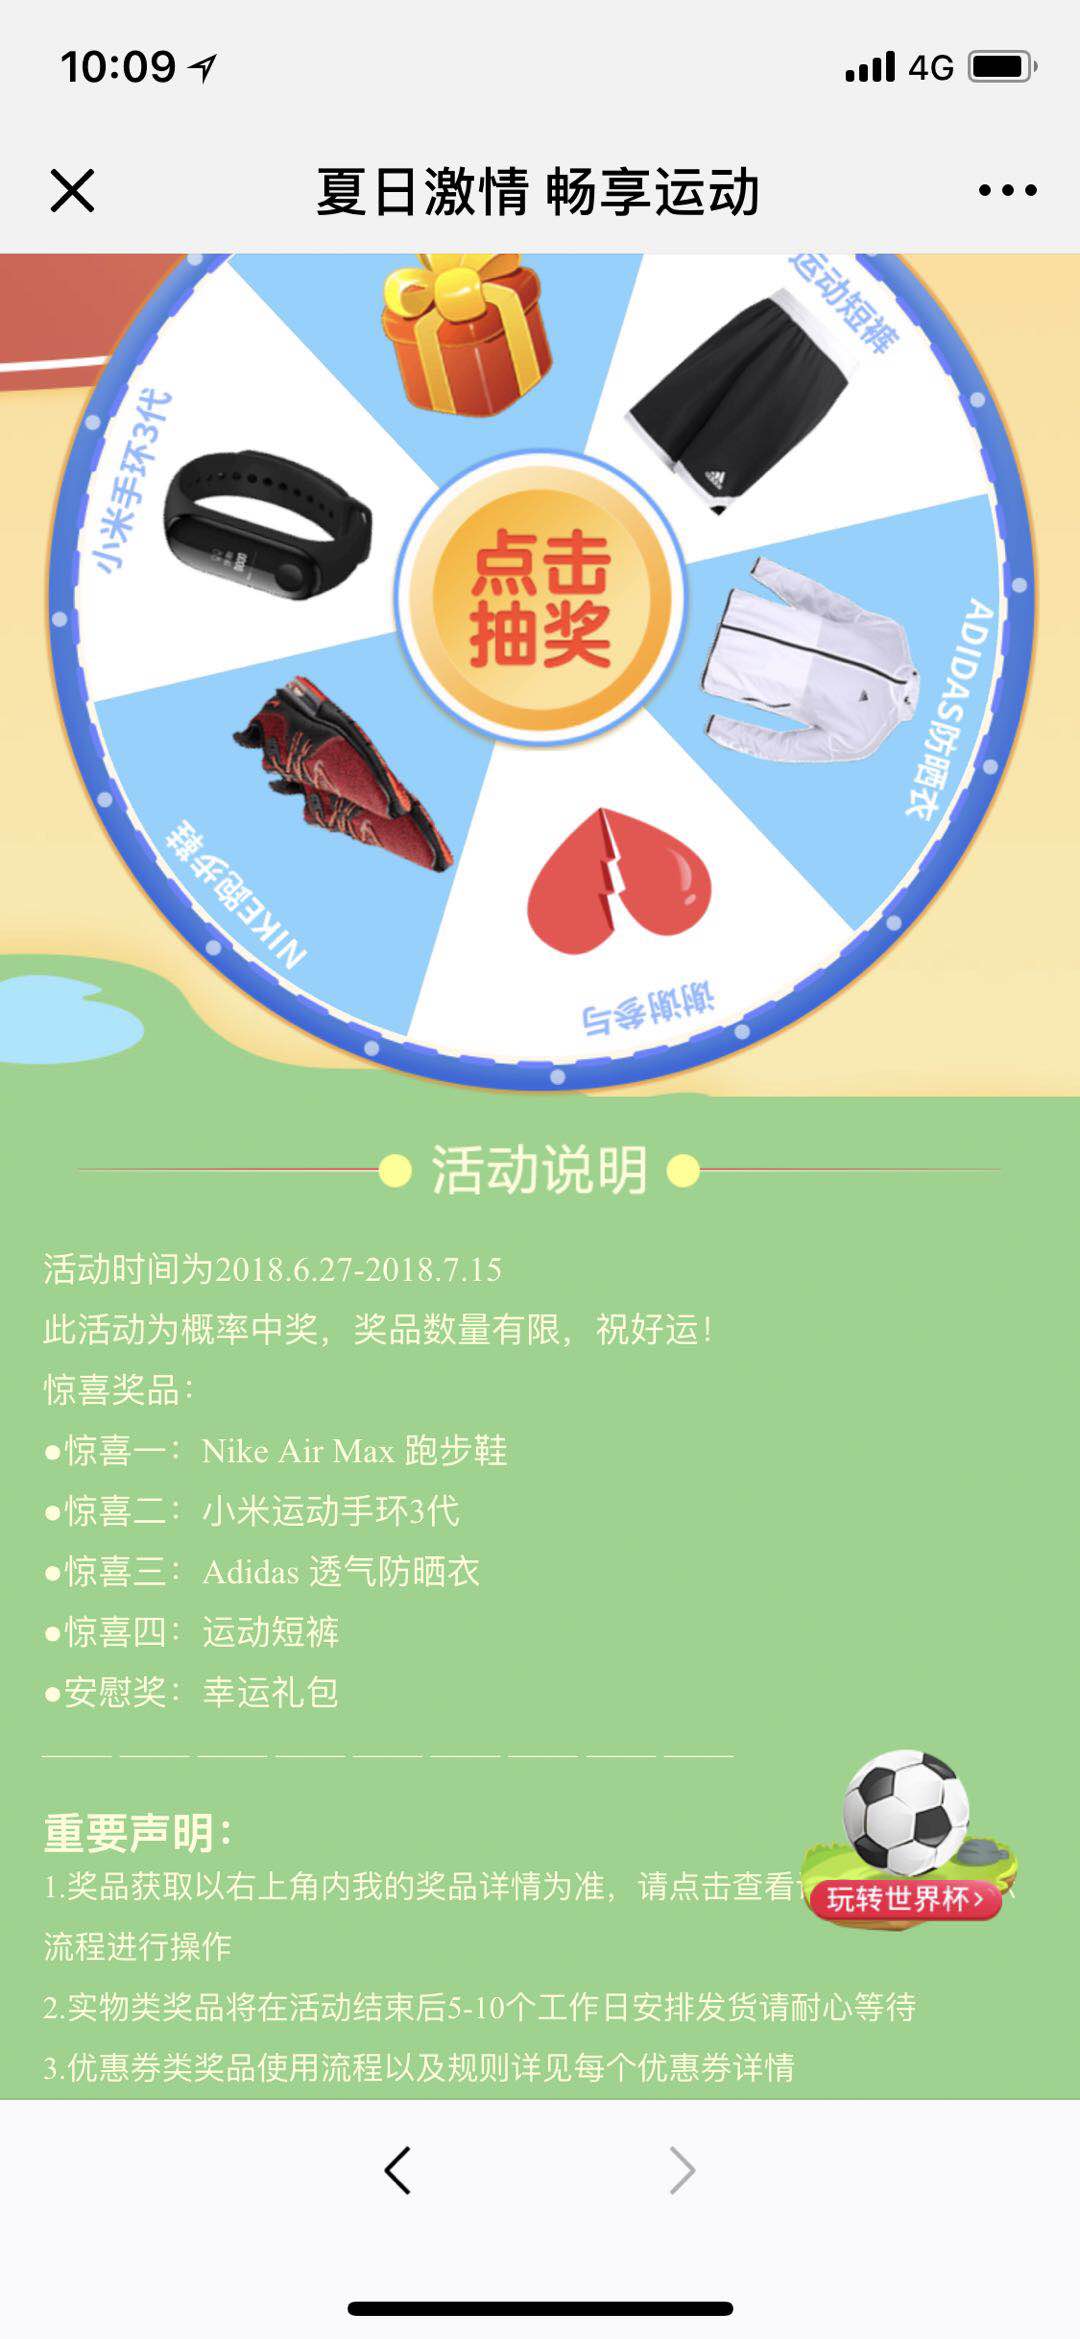 10:09
4G
夏日激情 畅享运动
运动短裤
小米手环3代
点击
抽奖
ADIDAS防晒衣
NIKE跑步鞋
谢谢参与
活动说明
活动时间为2018.6.27-2018.7.15
此活动为概率中奖，奖品数量有限，祝好运！
惊喜奖品：
●惊喜一：Nike Air Max 跑步鞋
●惊喜二：小米运动手环3代
●惊喜三：Adidas 透气防晒衣
●惊喜四：运动短裤
●安慰奖：幸运礼包
重要声明：
1.奖品获取以右上角内我的奖品详情为准，请点击查看
玩转世界杯>
流程进行操作
2.实物类奖品将在活动结束后5-10个工作日安排发货请耐心等待
3.优惠券类奖品使用流程以及规则详见每个优惠券详情